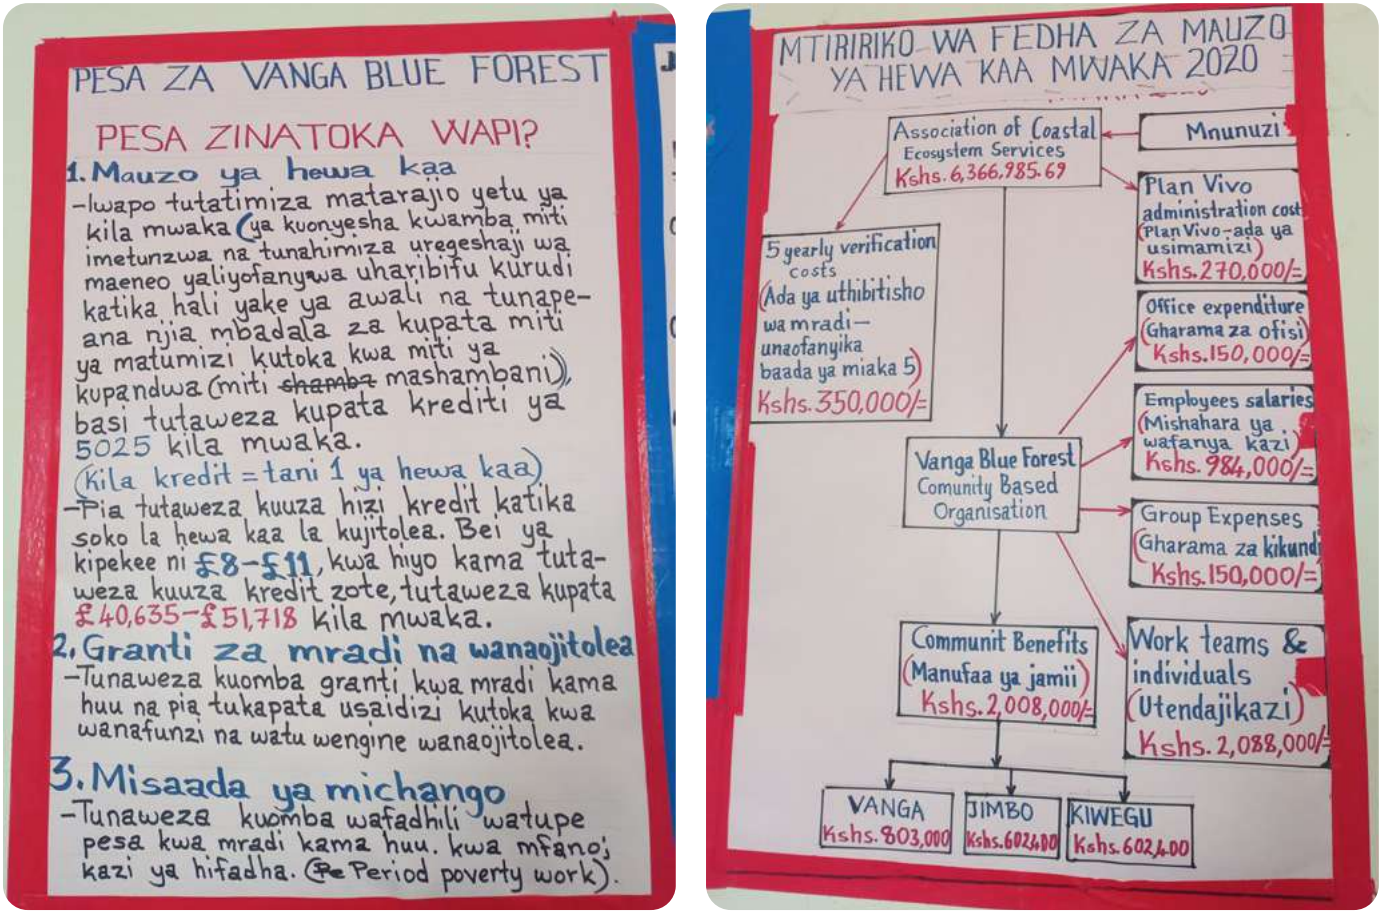 PESA ZA VANGA BLUE FOREST
PESA ZINATOKA WAPI?
1. Mauzo ya hewa kaa
-Iwapo tutatimiza matarajio yetu ya
kila mwaka (ya kuonyesha kwamba miti
imetunzwa na tunahimiza uregeshaji wa
maeneo yaliyofanywa uharibifu kurudi
katika hali yake ya awali na tunape-
ana njia mbadala za kupata miti
ya matumizi kutoka kwa miti ya
kupandwa (miti shamba mashambani)),
basi tutaweza kupata krediti ya
5025 kila mwaka.
(Kila kredit = tani 1 ya hewa kaa)
-Pia tutaweza kuuza hizi kredit katika
soko la hewa kaa la kujitolea. Bei ya
kipekee ni £8-£11, kwa hiyo kama tuta-
weza kuuza kredit zote, tutaweza kupata
£40,635-£51,718 kila mwaka.
2. Granti za mradi na wanaojitolea
-Tunaweza kuomba granti kwa mradi kama
huu na pia tukapata usaidizi kutoka kwa
wanafunzi na watu wengine wanaojitolea.
3. Misaada ya michango
-Tunaweza kuomba wafadhili watupe
pesa kwa mradi kama huu. kwa mfano;
kazi ya hifadha. (Pe Period poverty work).
MTIRIRIKO WA FEDHA ZA MAUZO
YA HEWA KAA MWAKA 2020
Association of Coastal
Ecosystem Services
Kshs. 6,366,985.69
Mnunuzi
Plan Vivo
administration cost
(Plan Vivo-ada ya
usimamizi)
Kshs. 270,000/=
5 yearly verification
costs
(Ada ya uthibitisho
wa mradi-
unaofanyika
baada ya miaka 5)
Kshs. 350,000/=
Office expenditure
(Gharama za ofisi)
Kshs. 150,000/=
Employees salaries
(Mishahara ya
wafanya kazi)
Kshs. 984,000/=
Vanga Blue Forest
Comunity Based
Organisation
Group Expenses
(Gharama za kikundi
Kshs. 150,000/=
Communit Benefits
(Manufaa ya jamii)
Kshs. 2,008,000/=
Work teams &
individuals
(Utendajikazi)
Kshs. 2,088,000/=
VANGA
Kshs. 803,000
JIMBO
Kshs. 602,400
KIWEGU
Kshs. 602,400